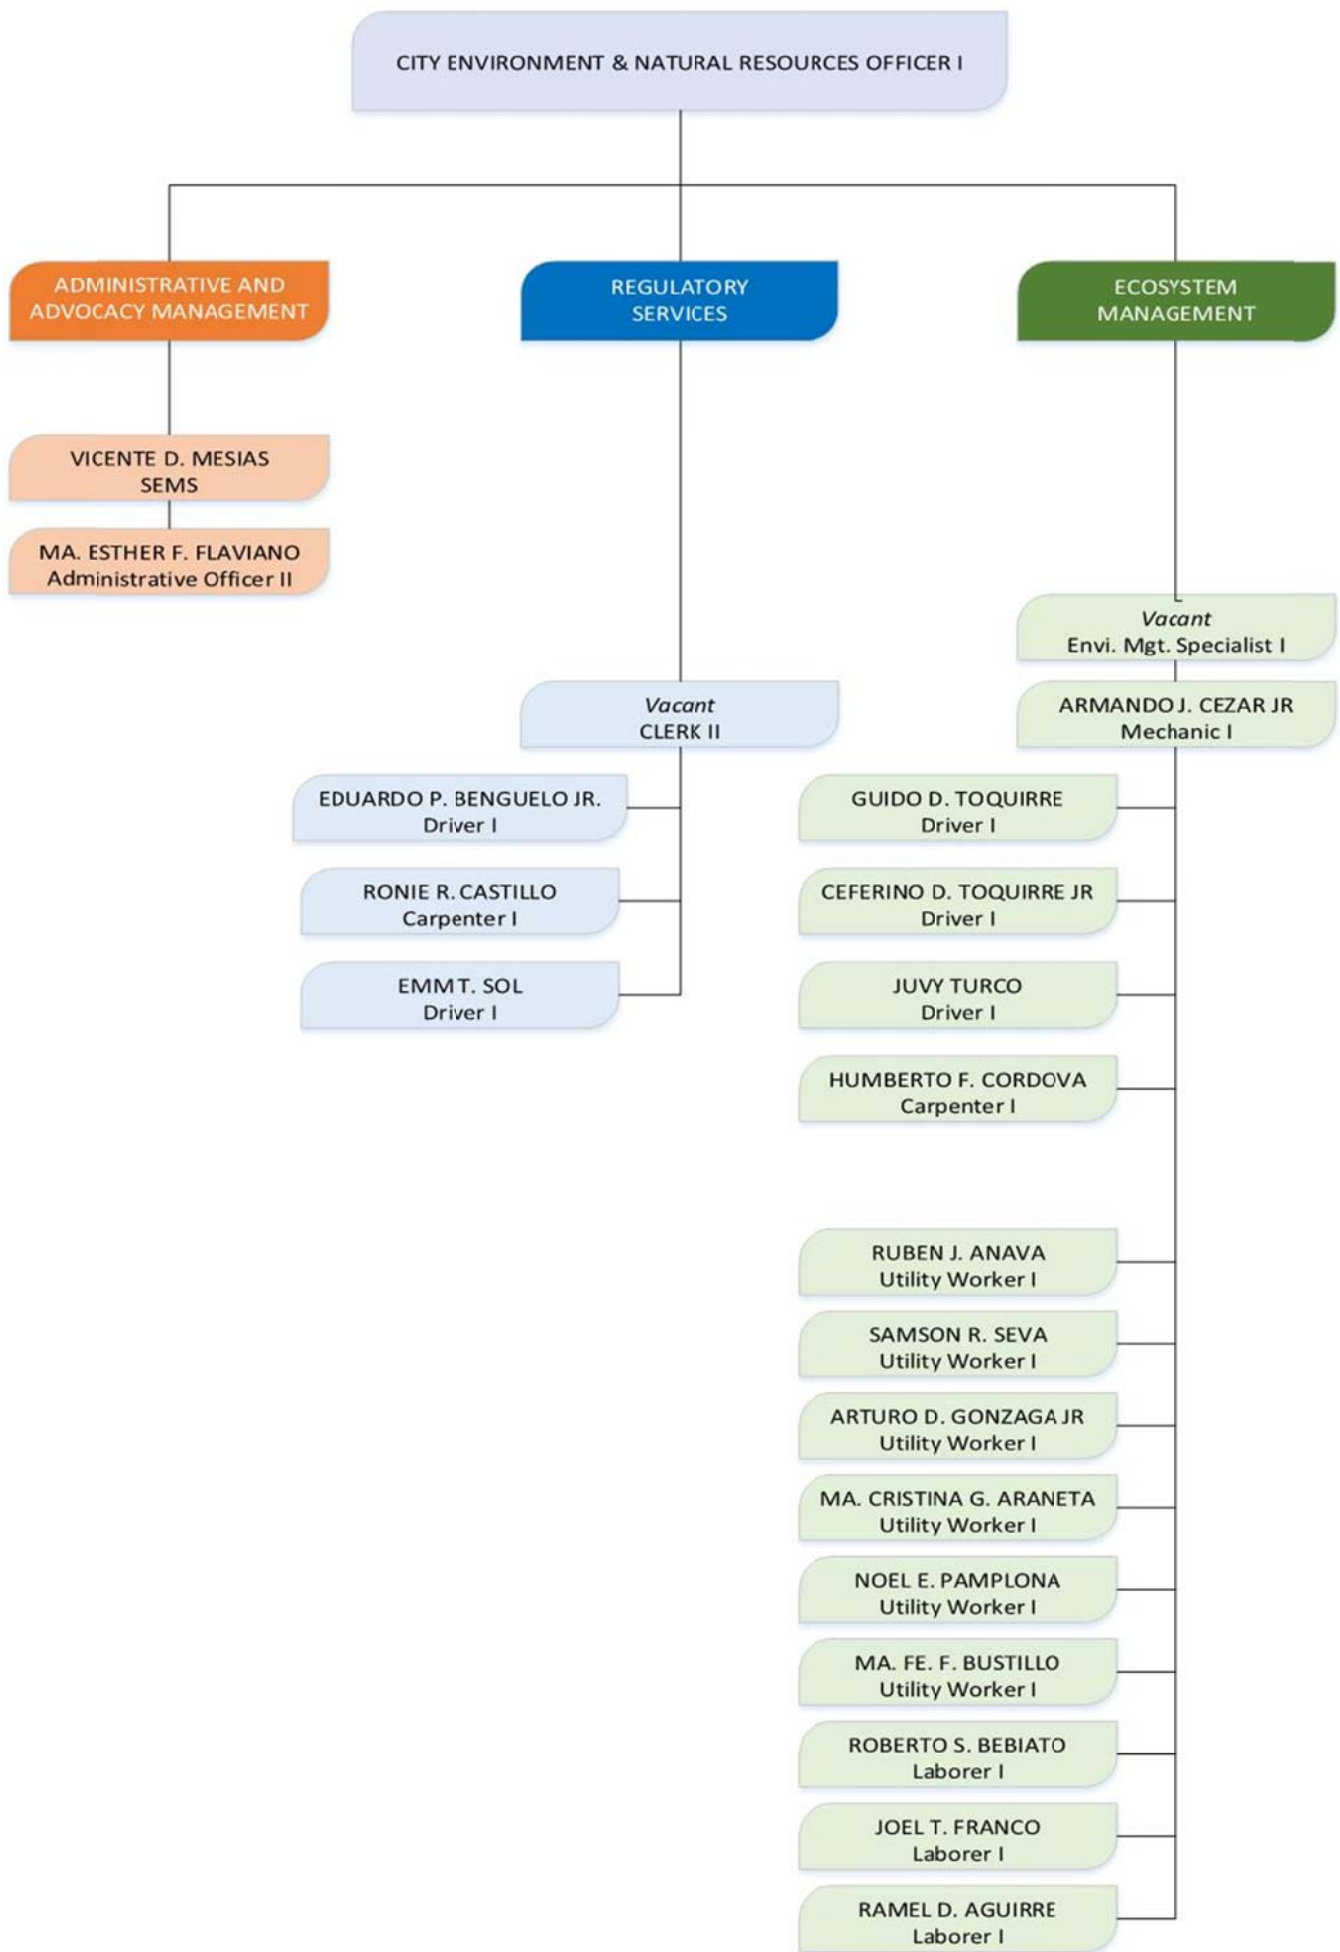 CITY ENVIRONMENT & NATURAL RESOURCES OFFICER I
ADMINISTRATIVE AND
ADVOCACY MANAGEMENT
VICENTE D. MESIAS
SEMS
MA. ESTHER F. FLAVIANO
Administrative Officer II
REGULATORY
SERVICES
Vacant
CLERK II
EDUARDO P. BENGUELO JR.
Driver I
RONIE R. CASTILLO
Carpenter I
EMM T. SOL
Driver I
ECOSYSTEM
MANAGEMENT
Vacant
Envi. Mgt. Specialist I
ARMANDO J. CEZAR JR
Mechanic I
GUIDO D. TOQUIRRE
Driver I
CEFERINO D. TOQUIRRE JR
Driver I
JUVY TURCO
Driver I
HUMBERTO F. CORDOVA
Carpenter I
RUBEN J. ANAVA
Utility Worker I
SAMSON R. SEVA
Utility Worker I
ARTURO D. GONZAGA JR
Utility Worker I
MA. CRISTINA G. ARANETA
Utility Worker I
NOEL E. PAMPLONA
Utility Worker I
MA. FE. F. BUSTILLO
Utility Worker I
ROBERTO S. BEBIATO
Laborer I
JOEL T. FRANCO
Laborer I
RAMEL D. AGUIRRE
Laborer I